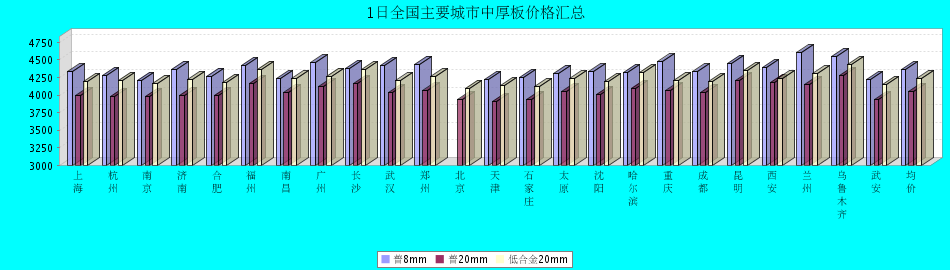 1日全国主要城市中厚板价格汇总
4750
4500
4250
4000
3750
3500
3250
3000
上海
杭州
南京
济南
合肥
福州
南昌
广州
长沙
武汉
郑州
北京
天津
石家庄
太原
沈阳
哈尔滨
重庆
成都
昆明
西安
兰州
乌鲁木齐
武安
均价
普8mm 普20mm 低合金20mm